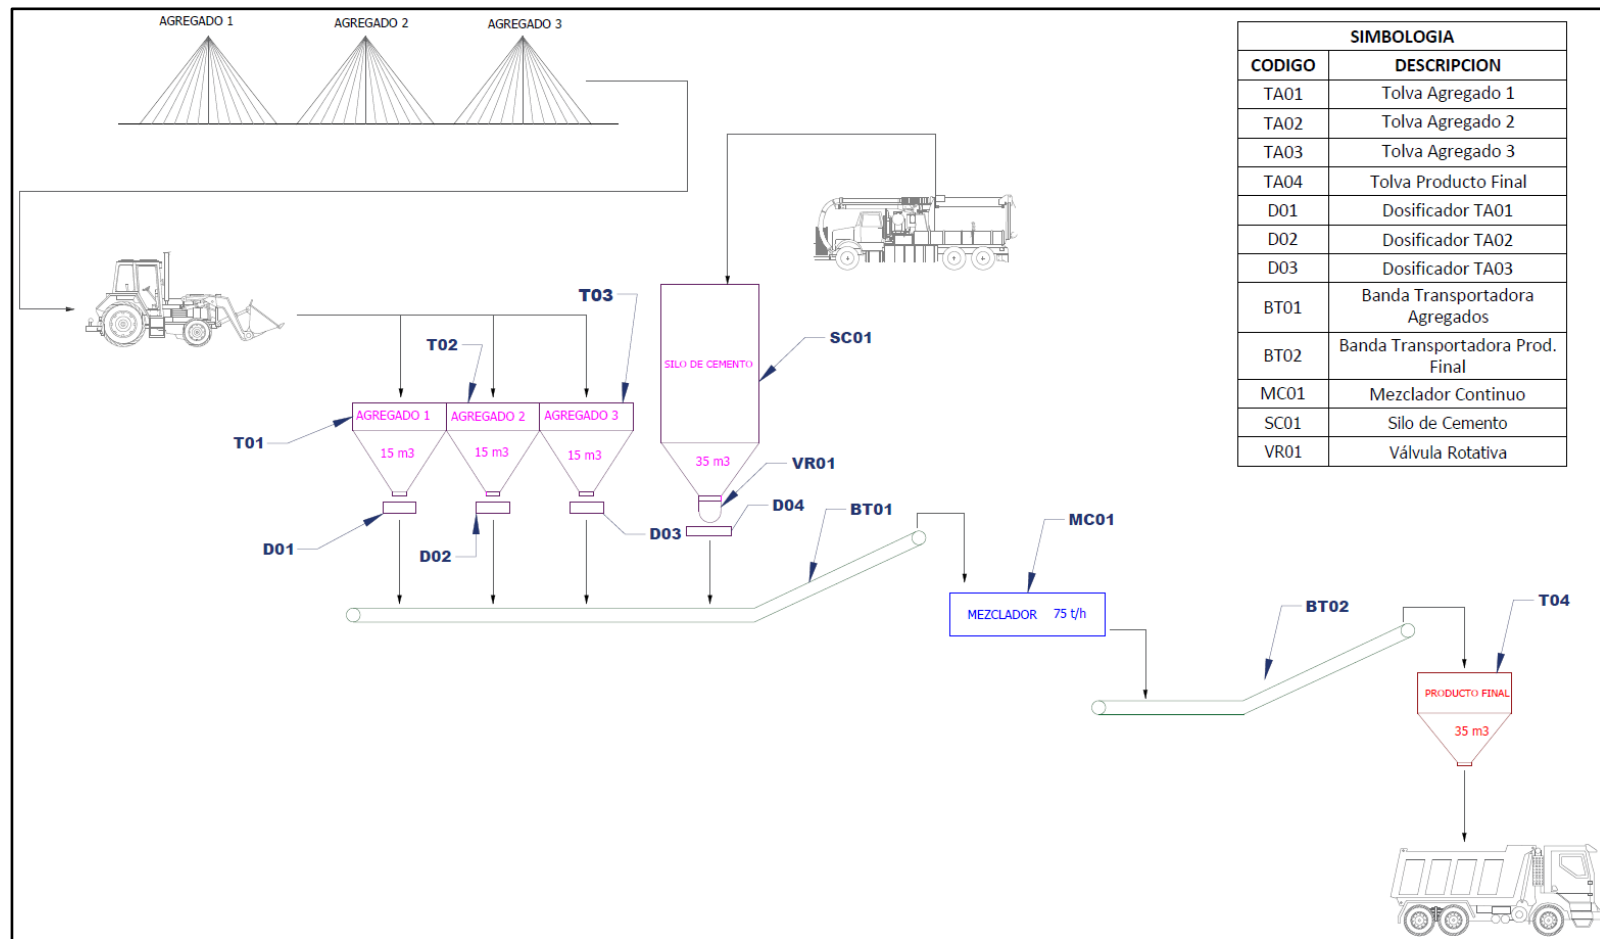 AGREGADO 1
AGREGADO 2
AGREGADO 3
SIMBOLOGIA
CODIGO DESCRIPCION
TA01 Tolva Agregado 1
TA02 Tolva Agregado 2
TA03 Tolva Agregado 3
TA04 Tolva Producto Final
D01 Dosificador TA01
D02 Dosificador TA02
D03 Dosificador TA03
BT01 Banda Transportadora
Agregados
BT02 Banda Transportadora Prod.
Final
MC01 Mezclador Continuo
SC01 Silo de Cemento
VR01 Válvula Rotativa
T03
T02
SC01
SILO DE CEMENTO
AGREGADO 1
AGREGADO 2
AGREGADO 3
T01
15 m3
15 m3
15 m3
35 m3
VR01
D04
BT01
D01
D02
D03
MC01
MEZCLADOR 75 t/h
BT02
T04
PRODUCTO FINAL
35 m3